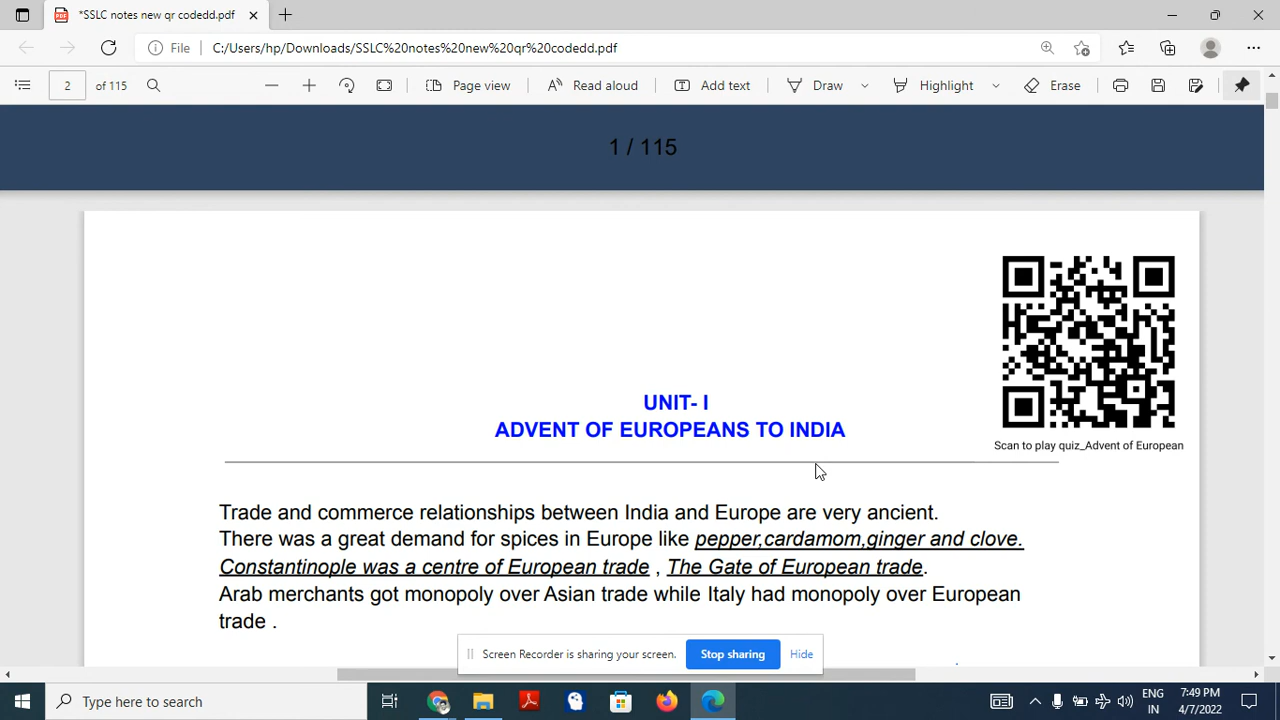 *SSLC notes new qr codedd.pdf
File C:/Users/hp/Downloads/SSLC%20notes%20new%20qr%20codedd.pdf
2 of 115 Page view Read aloud Add text Draw Highlight Erase
1 / 115
UNIT- I
ADVENT OF EUROPEANS TO INDIA
Scan to play quiz_Advent of European
Trade and commerce relationships between India and Europe are very ancient.
There was a great demand for spices in Europe like pepper,cardamom,ginger and clove.
Constantinople was a centre of European trade , The Gate of European trade.
Arab merchants got monopoly over Asian trade while Italy had monopoly over European
trade .
Screen Recorder is sharing your screen. Stop sharing Hide
Type here to search
ENG
IN
7:49 PM
4/7/2022